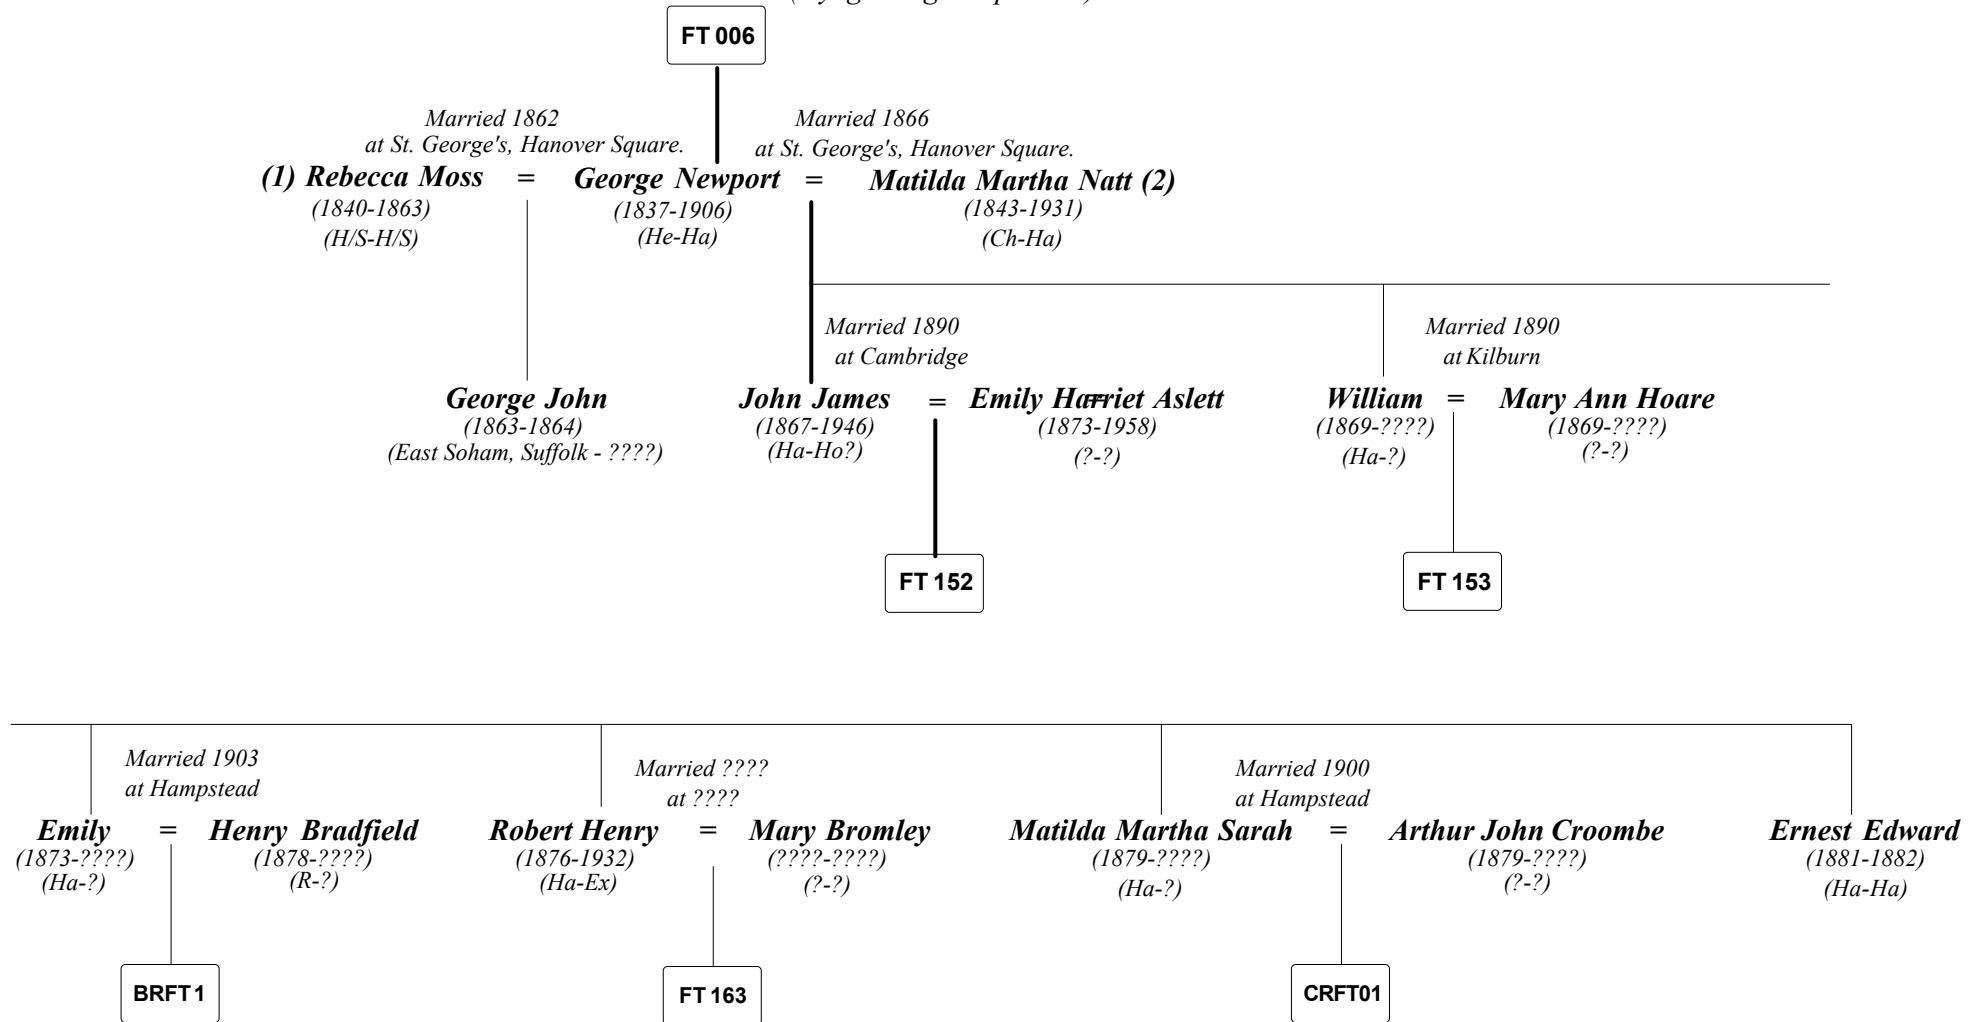 FT 006
Married 1862
at St. George's, Hanover Square.
Married 1866
at St. George's, Hanover Square.
(1) Rebecca Moss = George Newport = Matilda Martha Natt (2)
(1840-1863)
(H/S-H/S)
(1837-1906)
(He-Ha)
(1843-1931)
(Ch-Ha)
Married 1890
at Cambridge
Married 1890
at Kilburn
George John
(1863-1864)
(East Soham, Suffolk - ????)
John James = Emily Harriet Aslett
(1867-1946)
(Ha-Ho?)
(1873-1958)
(?-?)
William = Mary Ann Hoare
(1869-????)
(Ha-?)
(1869-????)
(?-?)
FT 152
FT 153
Married 1903
at Hampstead
Married ????
at ????
Married 1900
at Hampstead
Emily = Henry Bradfield
(1873-????)
(Ha-?)
(1878-????)
(R-?)
Robert Henry = Mary Bromley
(1876-1932)
(Ha-Ex)
(????-????)
(?-?)
Matilda Martha Sarah = Arthur John Croombe
(1879-????)
(Ha-?)
(1879-????)
(?-?)
Ernest Edward
(1881-1882)
(Ha-Ha)
BRFT1
FT 163
CRFT01